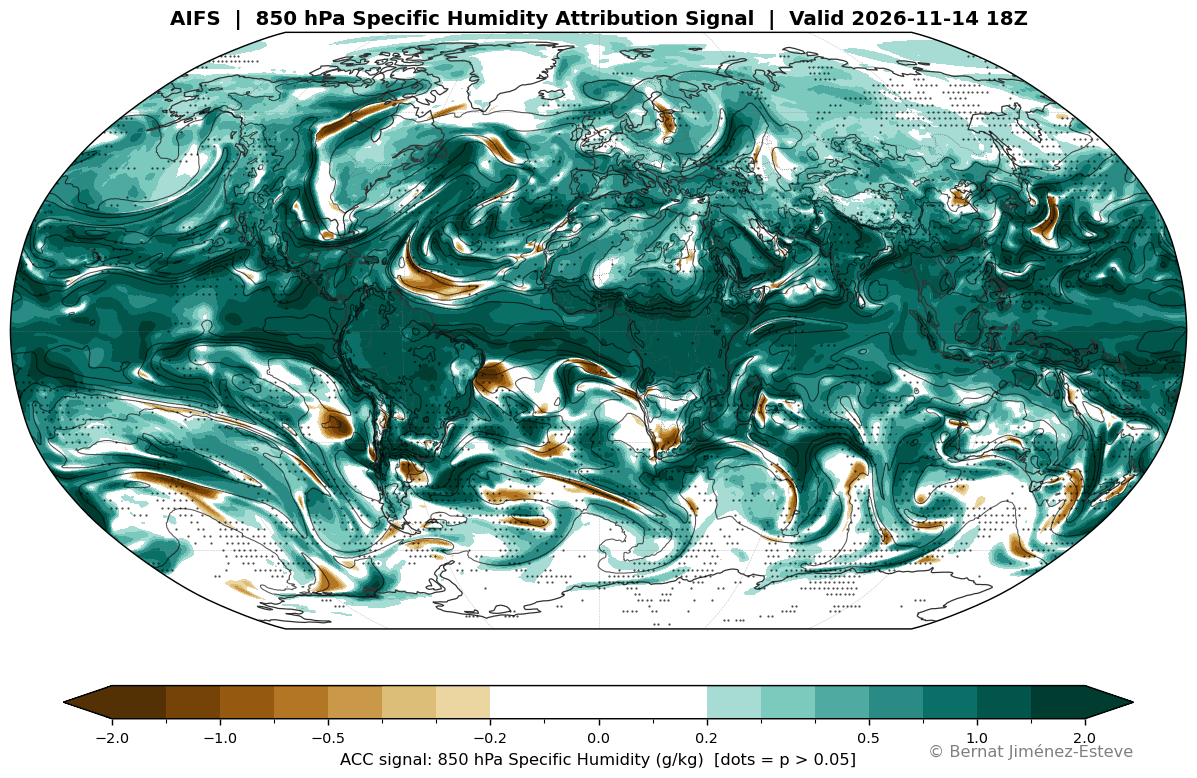 AIFS  |  850 hPa Specific Humidity Attribution Signal  |  Valid 2026-11-14 18Z
−2.0 −1.0 −0.5 −0.2 0.0 0.2 0.5 1.0 2.0
ACC signal: 850 hPa Specific Humidity (g/kg)  [dots = p > 0.05]
© Bernat Jiménez-Esteve